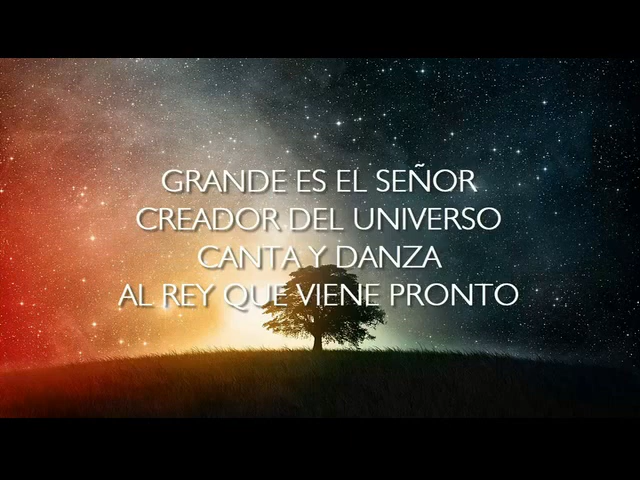 GRANDE ES EL SEÑOR
CREADOR DEL UNIVERSO
CANTA Y DANZA
AL REY QUE VIENE PRONTO